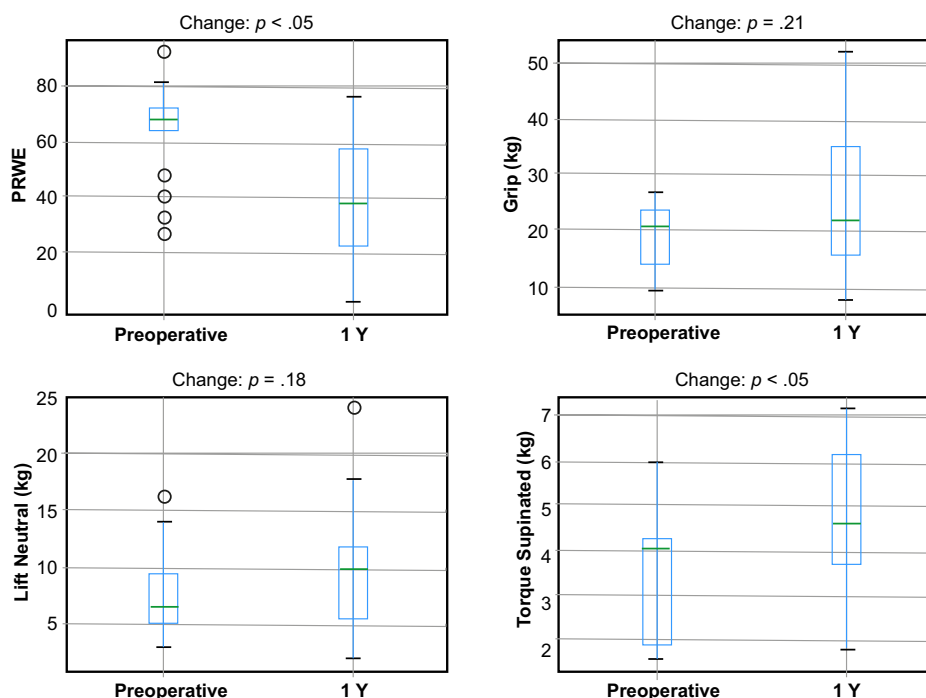 Change: p < .05
PRWE
80
60
40
20
0
Preoperative
1 Y
Change: p = .21
Grip (kg)
50
40
30
20
10
Preoperative
1 Y
Change: p = .18
Lift Neutral (kg)
25
20
15
10
5
Preoperative
1 Y
Change: p < .05
Torque Supinated (kg)
7
6
5
4
3
2
Preoperative
1 Y